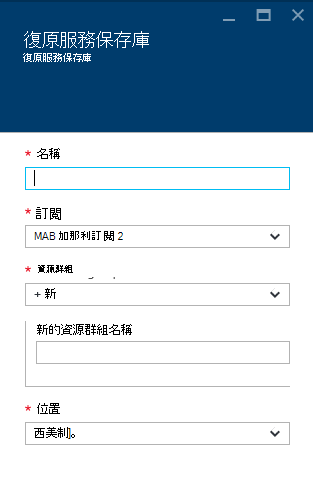 復原服務保存庫
復原服務保存庫
* 名稱
* 訂閱
MAB 加那利訂閱 2
* 資源群組
+ 新
新的資源群組名稱
* 位置
西美制。